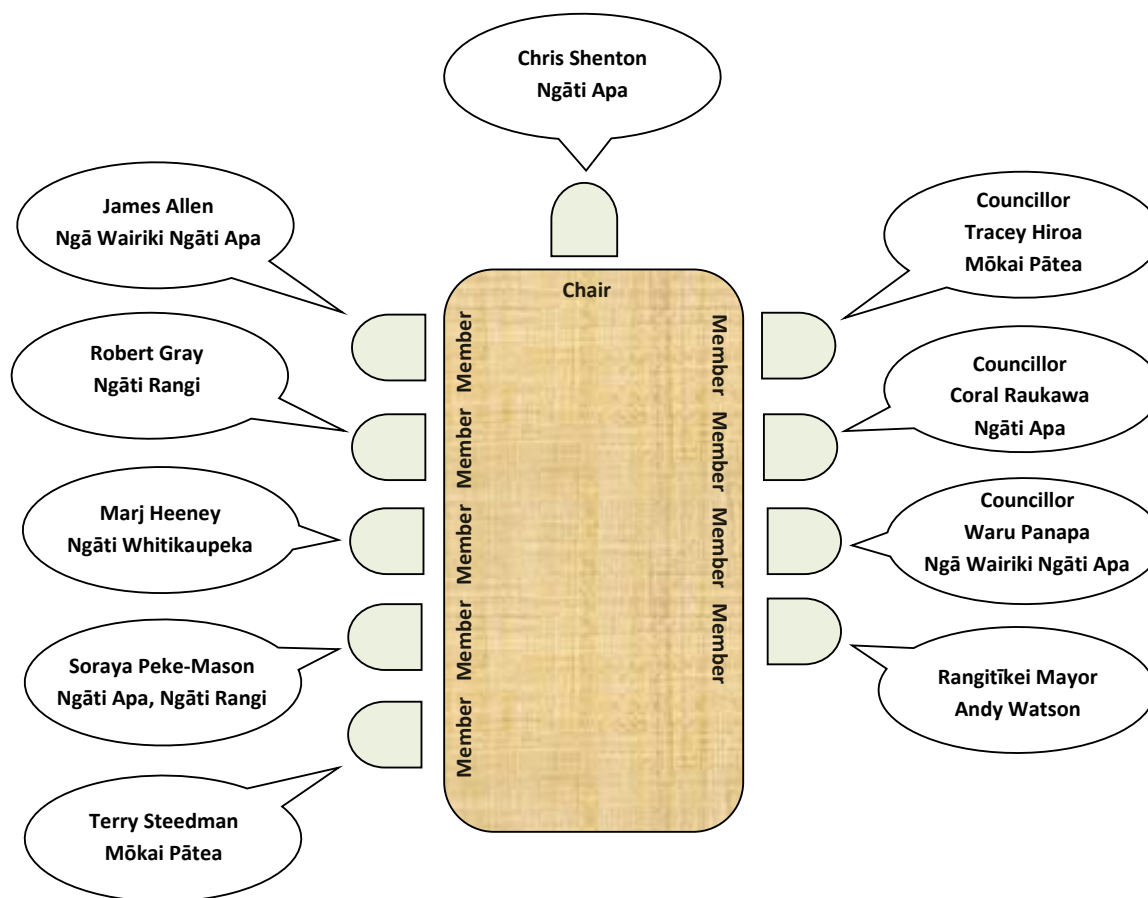 Chris Shenton
Ngāti Apa
James Allen
Ngā Wairiki Ngāti Apa
Councillor
Tracey Hiroa
Mōkai Pātea
Chair
Member
Member
Robert Gray
Ngāti Rangi
Councillor
Coral Raukawa
Ngāti Apa
Member
Member
Marj Heeney
Ngāti Whitikaupeka
Councillor
Waru Panapa
Ngā Wairiki Ngāti Apa
Member
Member
Soraya Peke-Mason
Ngāti Apa, Ngāti Rangi
Member
Member
Rangitīkei Mayor
Andy Watson
Member
Terry Steedman
Mōkai Pātea